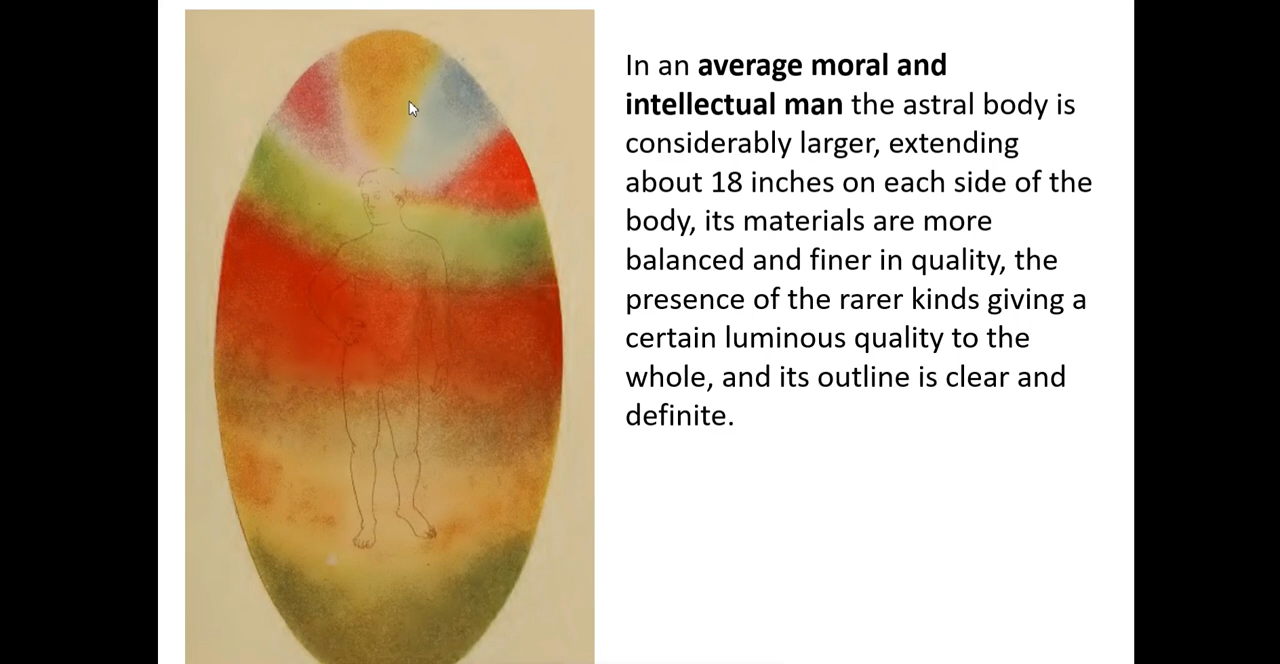 In an average moral and
intellectual man the astral body is
considerably larger, extending
about 18 inches on each side of the
body, its materials are more
balanced and finer in quality, the
presence of the rarer kinds giving a
certain luminous quality to the
whole, and its outline is clear and
definite.